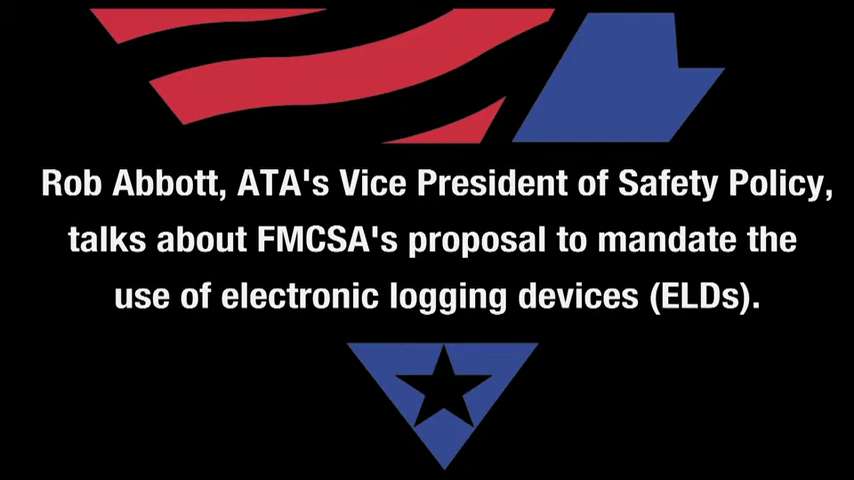 Rob Abbott, ATA's Vice President of Safety Policy,
talks about FMCSA's proposal to mandate the
use of electronic logging devices (ELDs).